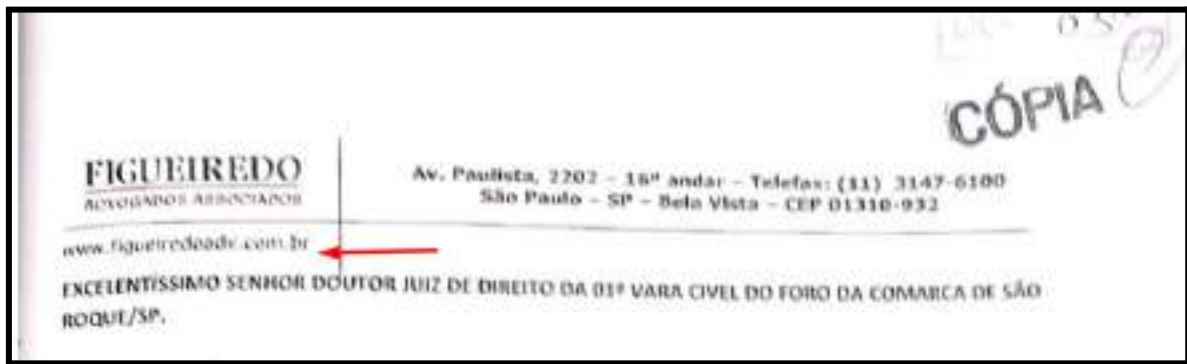 CÓPIA
FIGUEIREDO
ADVOGADOS ASSOCIADOS
Av. Paulista, 2202 - 16º andar - Telefax: (11) 3147-6100
São Paulo - SP - Bela Vista - CEP 01310-932
www.figueiredoadv.com.br
EXCELENTÍSSIMO SENHOR DOUTOR JUIZ DE DIREITO DA 01ª VARA CIVEL DO FORO DA COMARCA DE SÃO
ROQUE/SP.